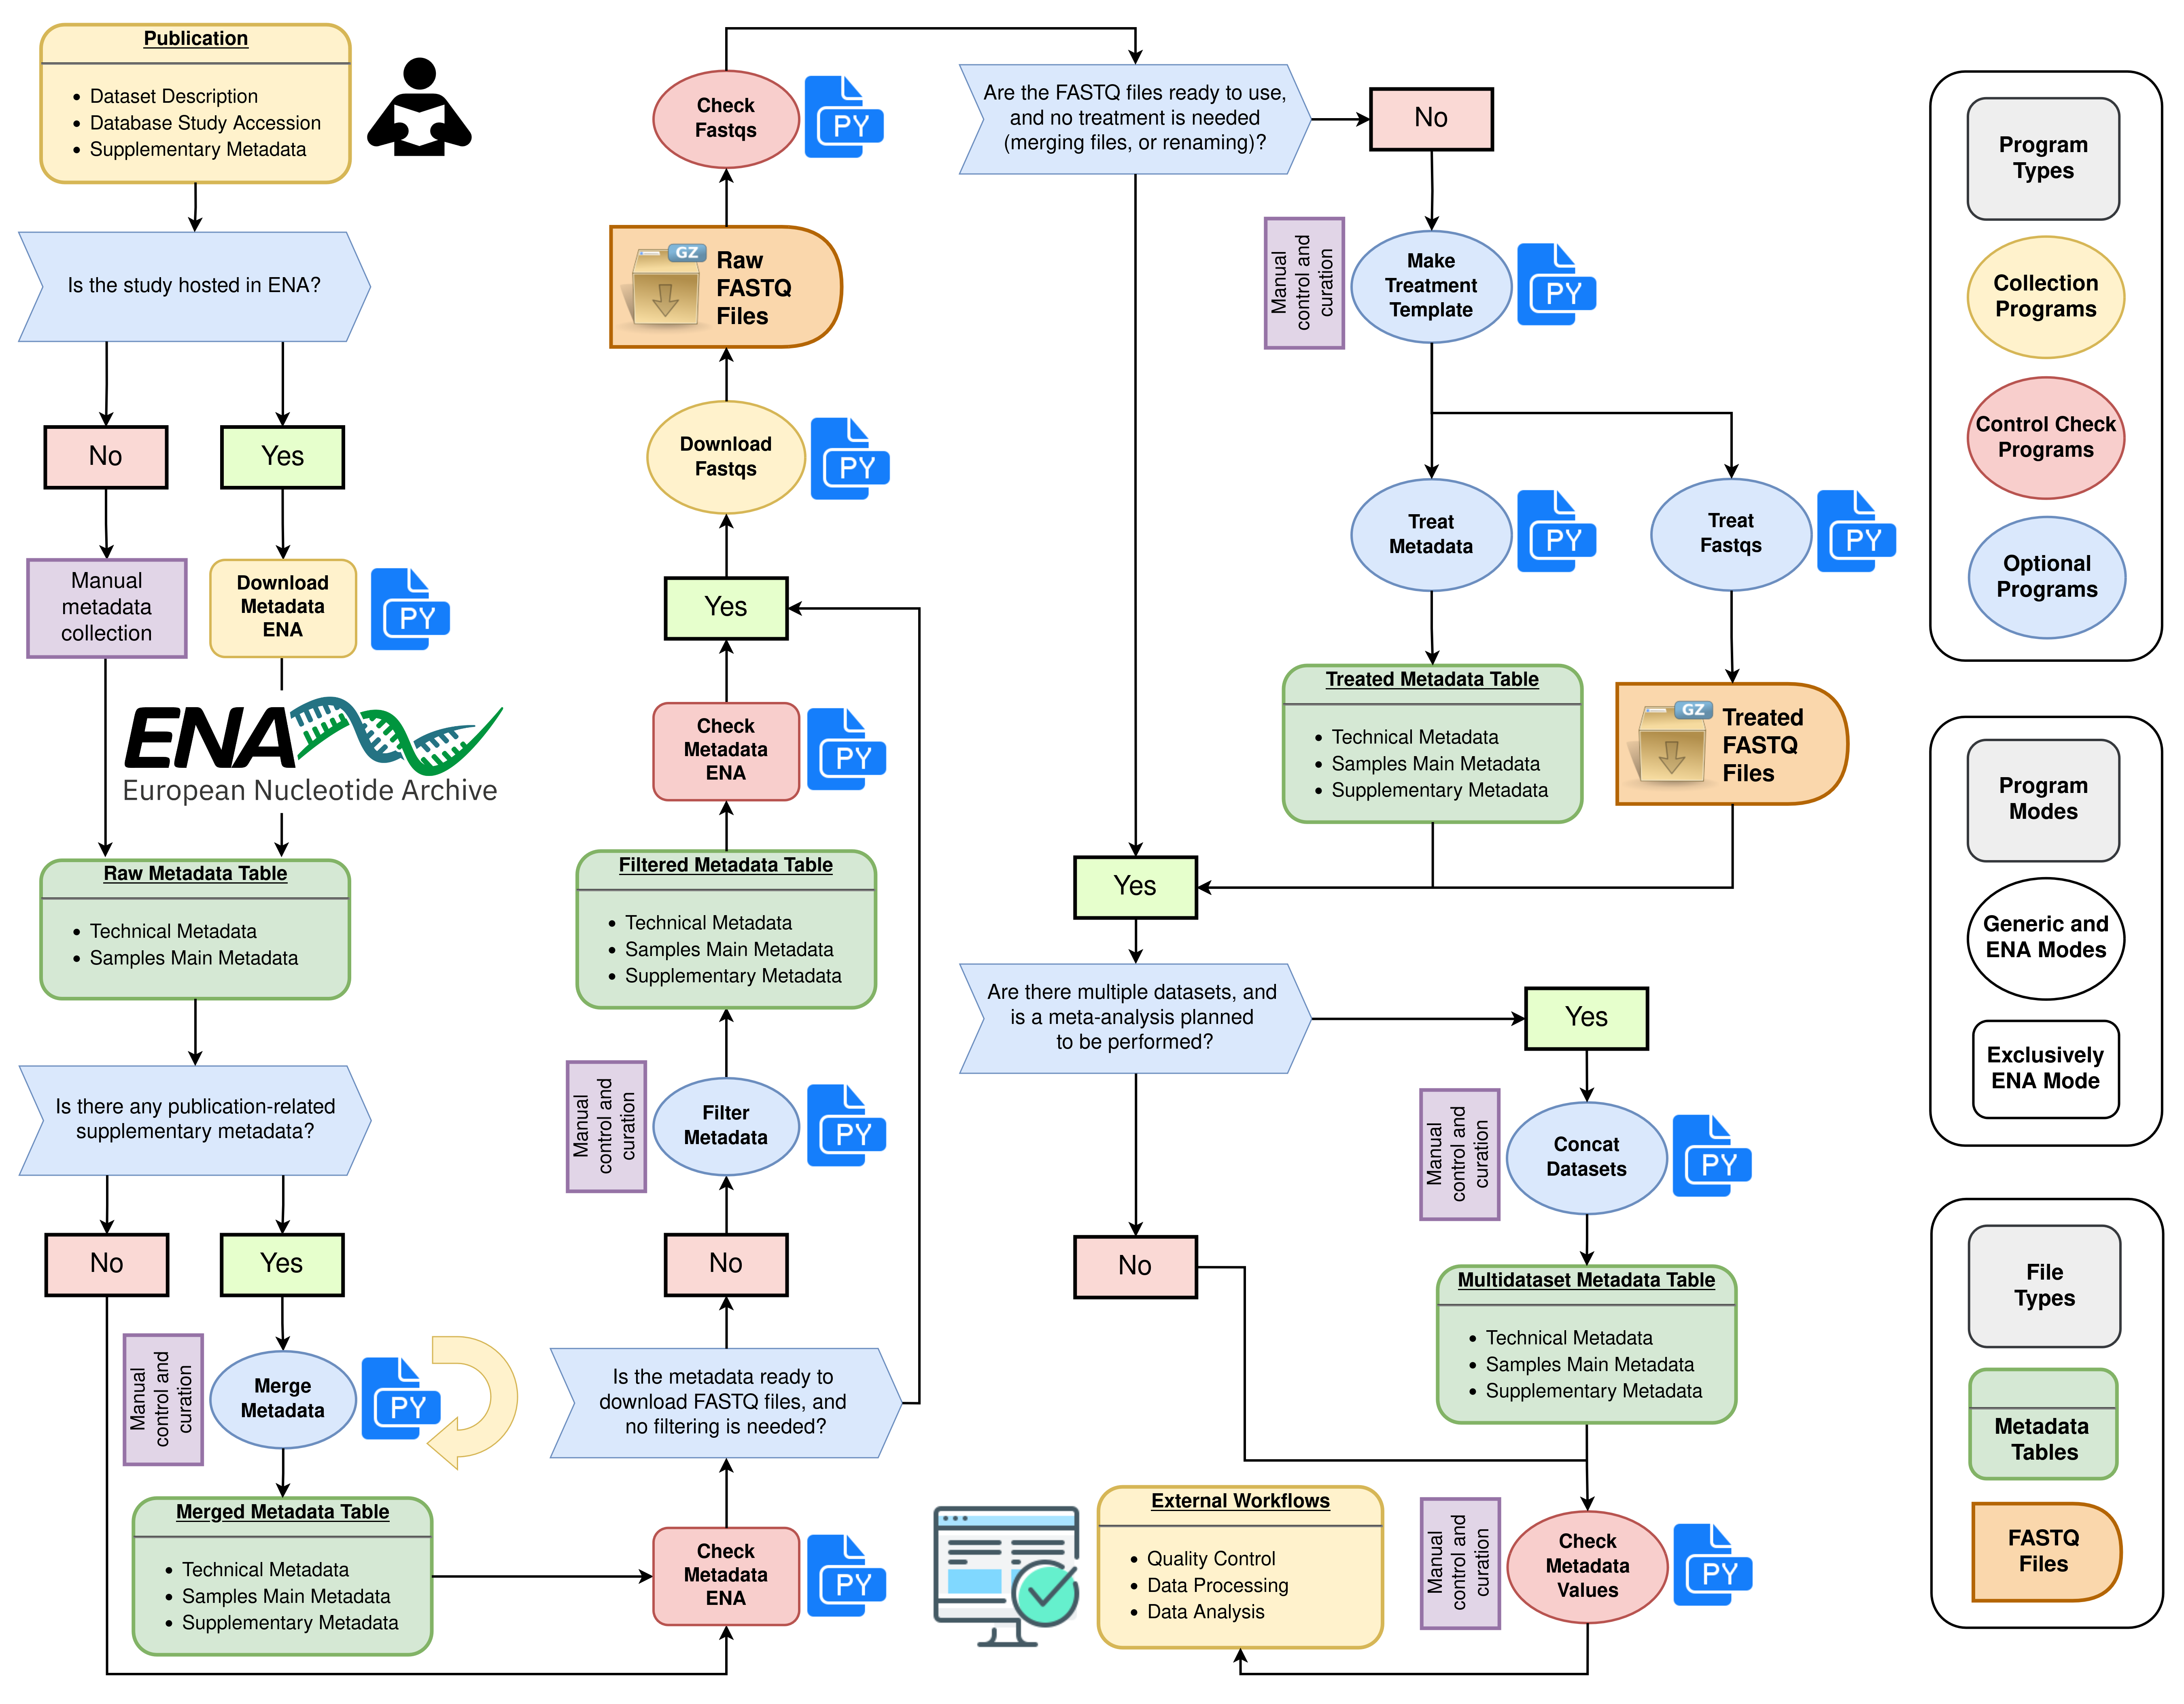 Publication
Dataset Description
Database Study Accession
Supplementary Metadata
Is the study hosted in ENA?
No
Yes
Manual
metadata
collection
Download
Metadata
ENA
PY
ENA
European Nucleotide Archive
Raw Metadata Table
Technical Metadata
Samples Main Metadata
Is there any publication-related
supplementary metadata?
No
Yes
Manual
control and
curation
Merge
Metadata
PY
Merged Metadata Table
Technical Metadata
Samples Main Metadata
Supplementary Metadata
Check
Metadata
ENA
PY
Is the metadata ready to
download FASTQ files, and
no filtering is needed?
No
Manual
control and
curation
Filter
Metadata
PY
Filtered Metadata Table
Technical Metadata
Samples Main Metadata
Supplementary Metadata
Check
Metadata
ENA
PY
Yes
Download
Fastqs
PY
GZ
Raw
FASTQ
Files
Check
Fastqs
PY
Are the FASTQ files ready to use,
and no treatment is needed
(merging files, or renaming)?
No
Manual
control and
curation
Make
Treatment
Template
PY
Treat
Metadata
PY
Treat
Fastqs
PY
Treated Metadata Table
Technical Metadata
Samples Main Metadata
Supplementary Metadata
GZ
Treated
FASTQ
Files
Yes
Are there multiple datasets, and
is a meta-analysis planned
to be performed?
Yes
Manual
control and
curation
Concat
Datasets
PY
No
Multidataset Metadata Table
Technical Metadata
Samples Main Metadata
Supplementary Metadata
Manual
control and
curation
Check
Metadata
Values
PY
External Workflows
Quality Control
Data Processing
Data Analysis
Program
Types
Collection
Programs
Control Check
Programs
Optional
Programs
Program
Modes
Generic and
ENA Modes
Exclusively
ENA Mode
File
Types
Metadata
Tables
FASTQ
Files